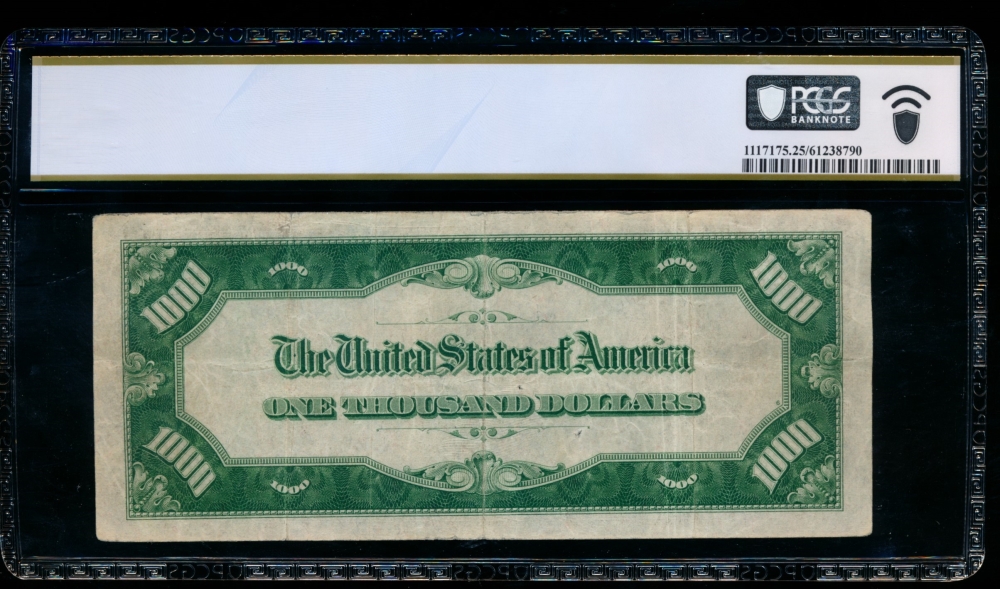 PCGS
BANKNOTE
1117175.25/61238790
1000 1000 1000 1000
The United States of America
ONE THOUSAND DOLLARS
1000 1000 1000 1000